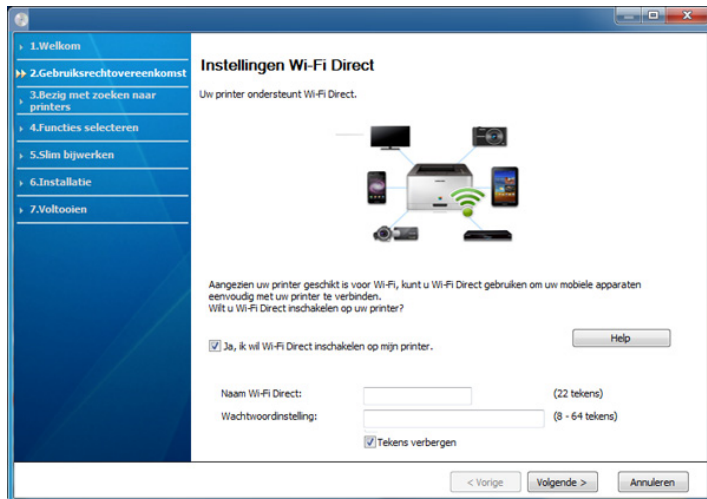 1.Welkom
2.Gebruiksrechtovereenkomst
3.Bezig met zoeken naar
printers
4.Functies selecteren
5.Slim bijwerken
6.Installatie
7.Voltooien
Instellingen Wi-Fi Direct
Uw printer ondersteunt Wi-Fi Direct.
Aangezien uw printer geschikt is voor Wi-Fi, kunt u Wi-Fi Direct gebruiken om uw mobiele apparaten
eenvoudig met uw printer te verbinden.
Wilt u Wi-Fi Direct inschakelen op uw printer?
Ja, ik wil Wi-Fi Direct inschakelen op mijn printer.
Help
Naam Wi-Fi Direct: (22 tekens)
Wachtwoordinstelling: (8 - 64 tekens)
Tekens verbergen
< Vorige Volgende > Annuleren